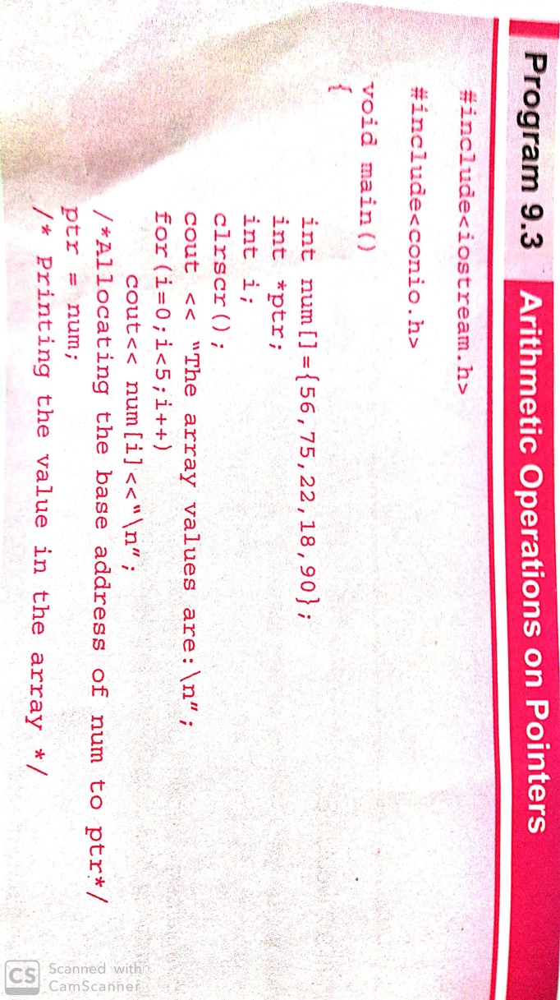 Program 9.3 Arithmetic Operations on Pointers
#include<iostream.h>
#include<conio.h>
void main()
{
int num[]={56,75,22,18,90};
int *ptr;
int i;
clrscr();
cout << "The array values are:\n";
for(i=0;i<5;i++)
cout<< num[i]<<"\n";
/*Allocating the base address of num to ptr*/
ptr = num;
/* Printing the value in the array */
CS Scanned with
CamScanner